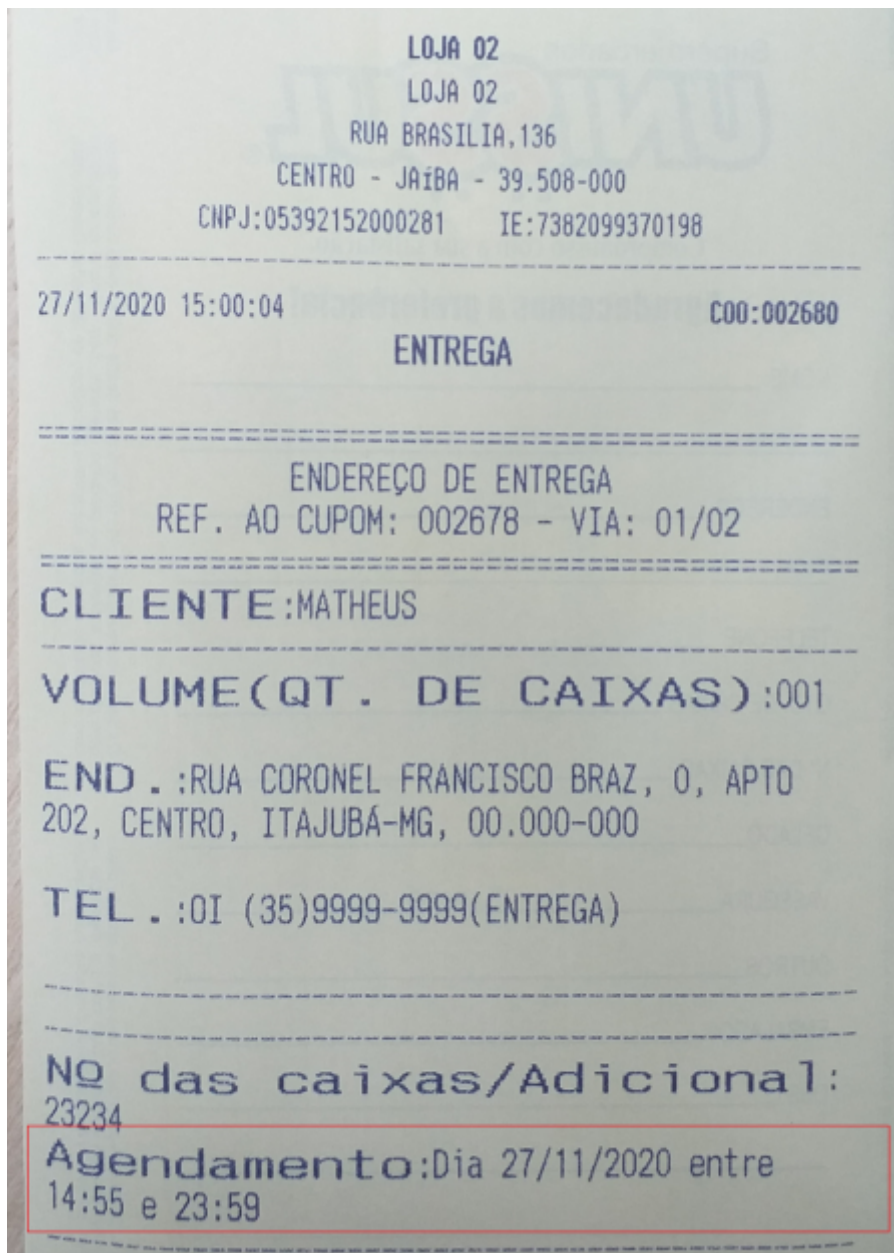 LOJA 02
LOJA 02
RUA BRASILIA,136
CENTRO - JAíBA - 39.508-000
CNPJ:05392152000281 IE:7382099370198
27/11/2020 15:00:04 COO:002680
ENTREGA
ENDEREÇO DE ENTREGA
REF. AO CUPOM: 002678 - VIA: 01/02
CLIENTE:MATHEUS
VOLUME(QT. DE CAIXAS):001
END.:RUA CORONEL FRANCISCO BRAZ, 0, APTO
202, CENTRO, ITAJUBÁ-MG, 00.000-000
TEL.:OI (35)9999-9999(ENTREGA)
Nº das caixas/Adicional:
23234
Agendamento:Dia 27/11/2020 entre
14:55 e 23:59